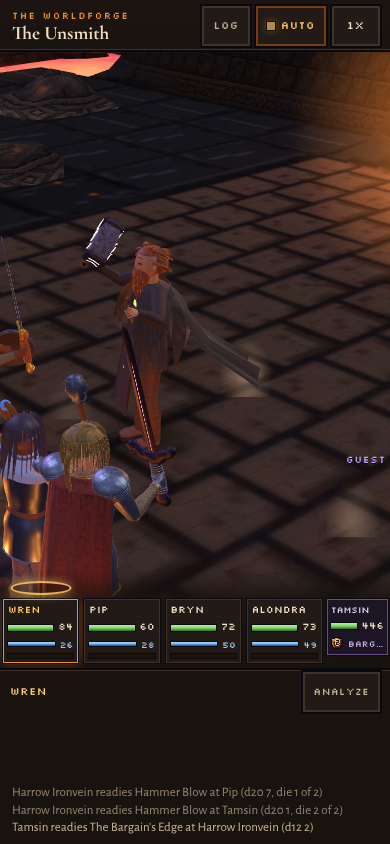 THE WORLDFORGE
The Unsmith
LOG
AUTO
1X
GUEST
WREN
84
26
PIP
60
28
BRYN
72
50
ALONDRA
73
49
TAMSIN
446
BARG…
WREN
ANALYZE
Harrow Ironvein readies Hammer Blow at Pip (d20 7, die 1 of 2)
Harrow Ironvein readies Hammer Blow at Tamsin (d20 1, die 2 of 2)
Tamsin readies The Bargain's Edge at Harrow Ironvein (d12 2)